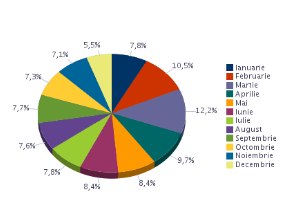 5,5%
7,8%
7,1%
10,5%
7,3%
7,7%
12,2%
7,6%
9,7%
7,8%
8,4%
8,4%
Ianuarie
Februarie
Martie
Aprilie
Mai
Iunie
Iulie
August
Septembrie
Octombrie
Noiembrie
Decembrie